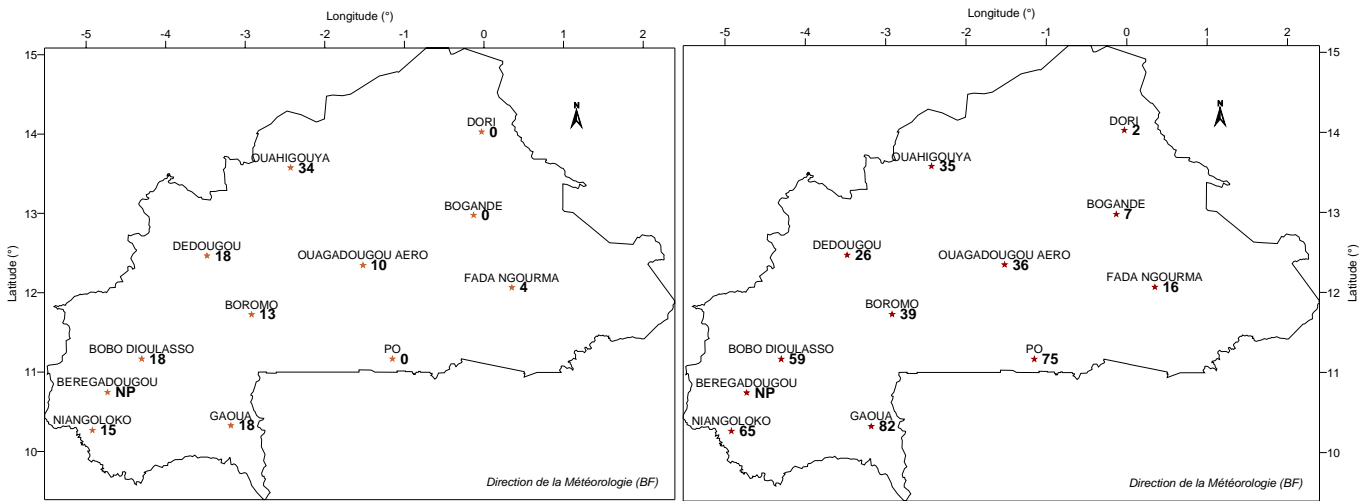 Longitude (°)
-5 -4 -3 -2 -1 0 1 2
15
14
13
12
11
10
Latitude (°)
N
DORI
0
OUAHIGOUYA
34
BOGANDE
0
DEDOUGOU
18
OUAGADOUGOU AERO
10
FADA NGOURMA
4
BOROMO
13
BOBO DIOULASSO
18
PO
0
BEREGADOUGOU
NP
NIANGOLOKO
15
GAOUA
18
Direction de la Météorologie (BF)
Longitude (°)
-5 -4 -3 -2 -1 0 1 2
15
14
13
12
11
10
Latitude (°)
N
DORI
2
OUAHIGOUYA
35
BOGANDE
7
DEDOUGOU
26
OUAGADOUGOU AERO
36
FADA NGOURMA
16
BOROMO
39
BOBO DIOULASSO
59
PO
75
BEREGADOUGOU
NP
NIANGOLOKO
65
GAOUA
82
Direction de la Météorologie (BF)